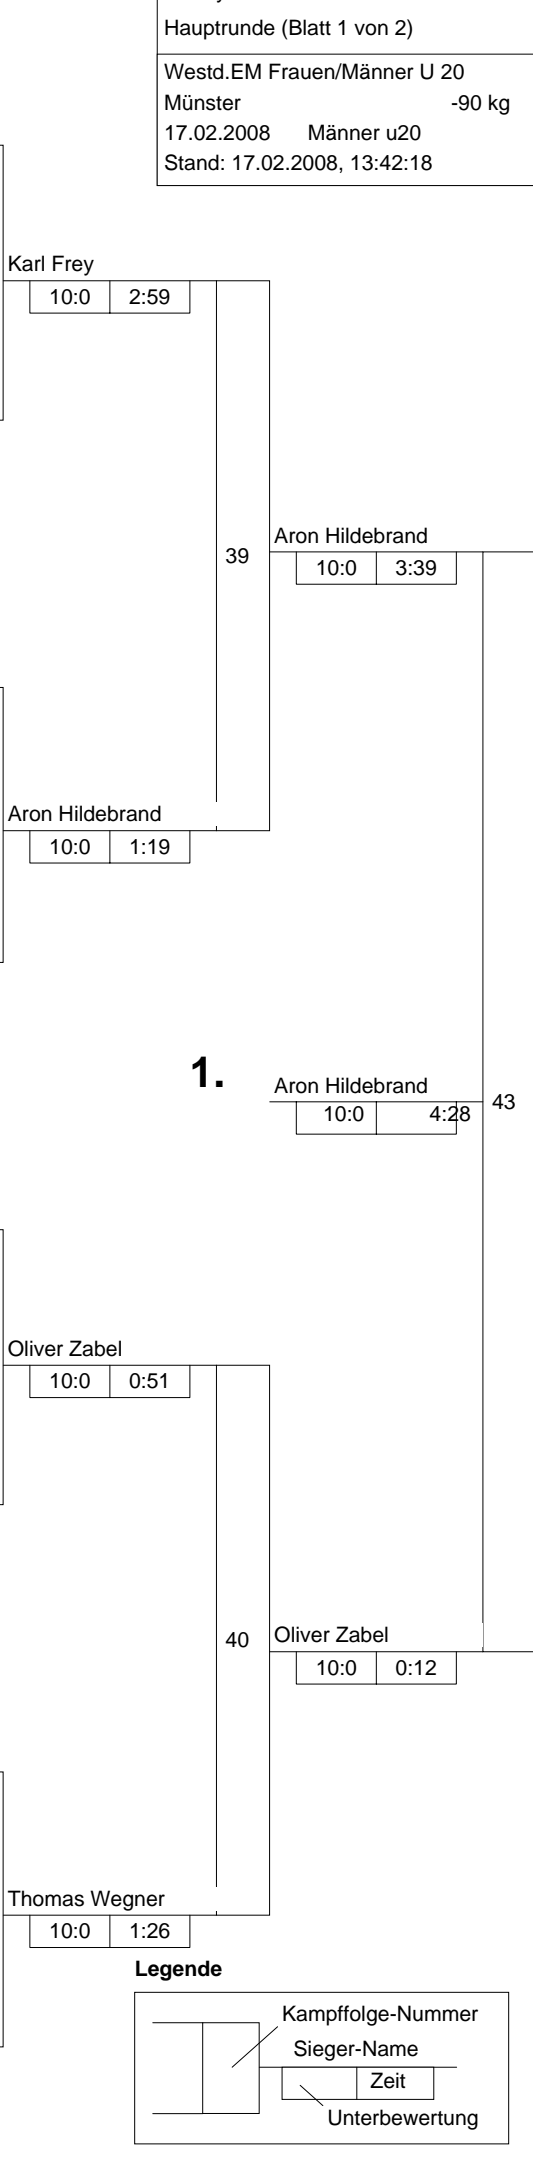 Hauptrunde (Blatt 1 von 2)
Westd.EM Frauen/Männer U 20
Münster -90 kg
17.02.2008 Männer u20
Stand: 17.02.2008, 13:42:18
Karl Frey
10:0 2:59
39
Aron Hildebrand
10:0 3:39
Aron Hildebrand
10:0 1:19
1.
Aron Hildebrand
10:0 4:28
43
Oliver Zabel
10:0 0:51
40
Oliver Zabel
10:0 0:12
Thomas Wegner
10:0 1:26
Legende
Kampffolge-Nummer
Sieger-Name
Zeit
Unterbewertung